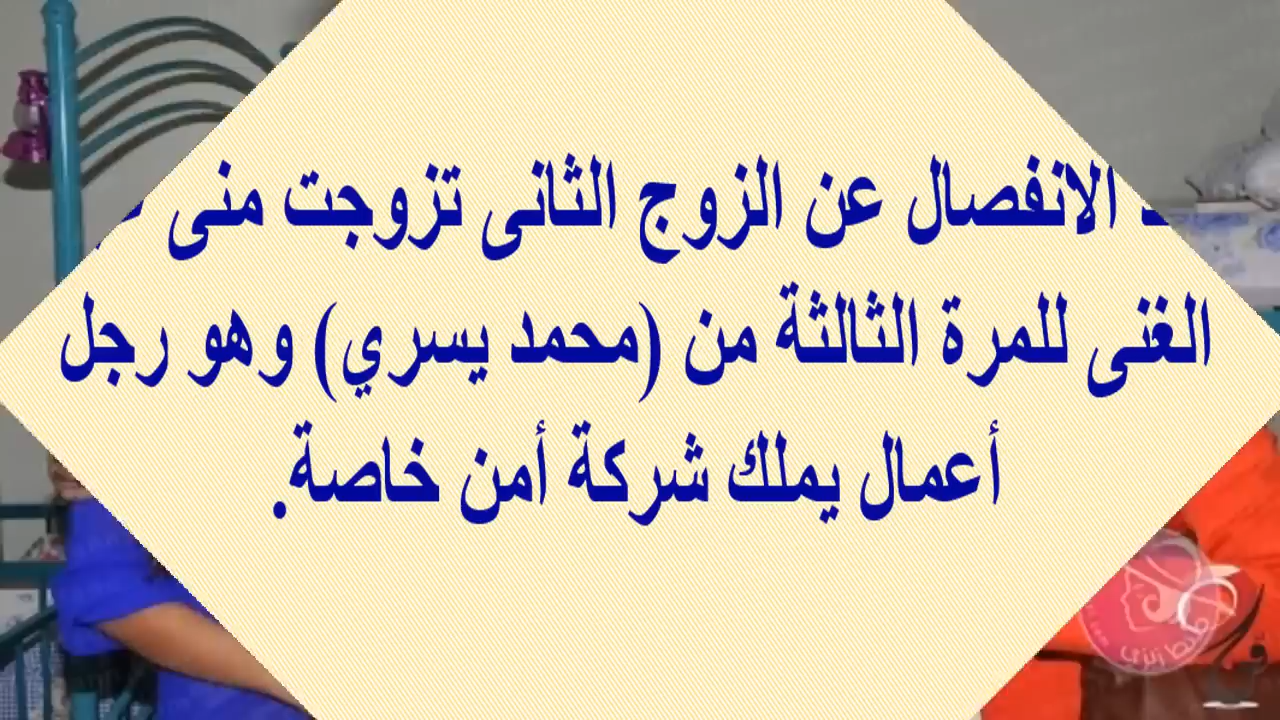 الانفصال عن الزوج الثانى تزوجت منى
الغنى للمرة الثالثة من (محمد يسري) وهو رجل
أعمال يملك شركة أمن خاصة.